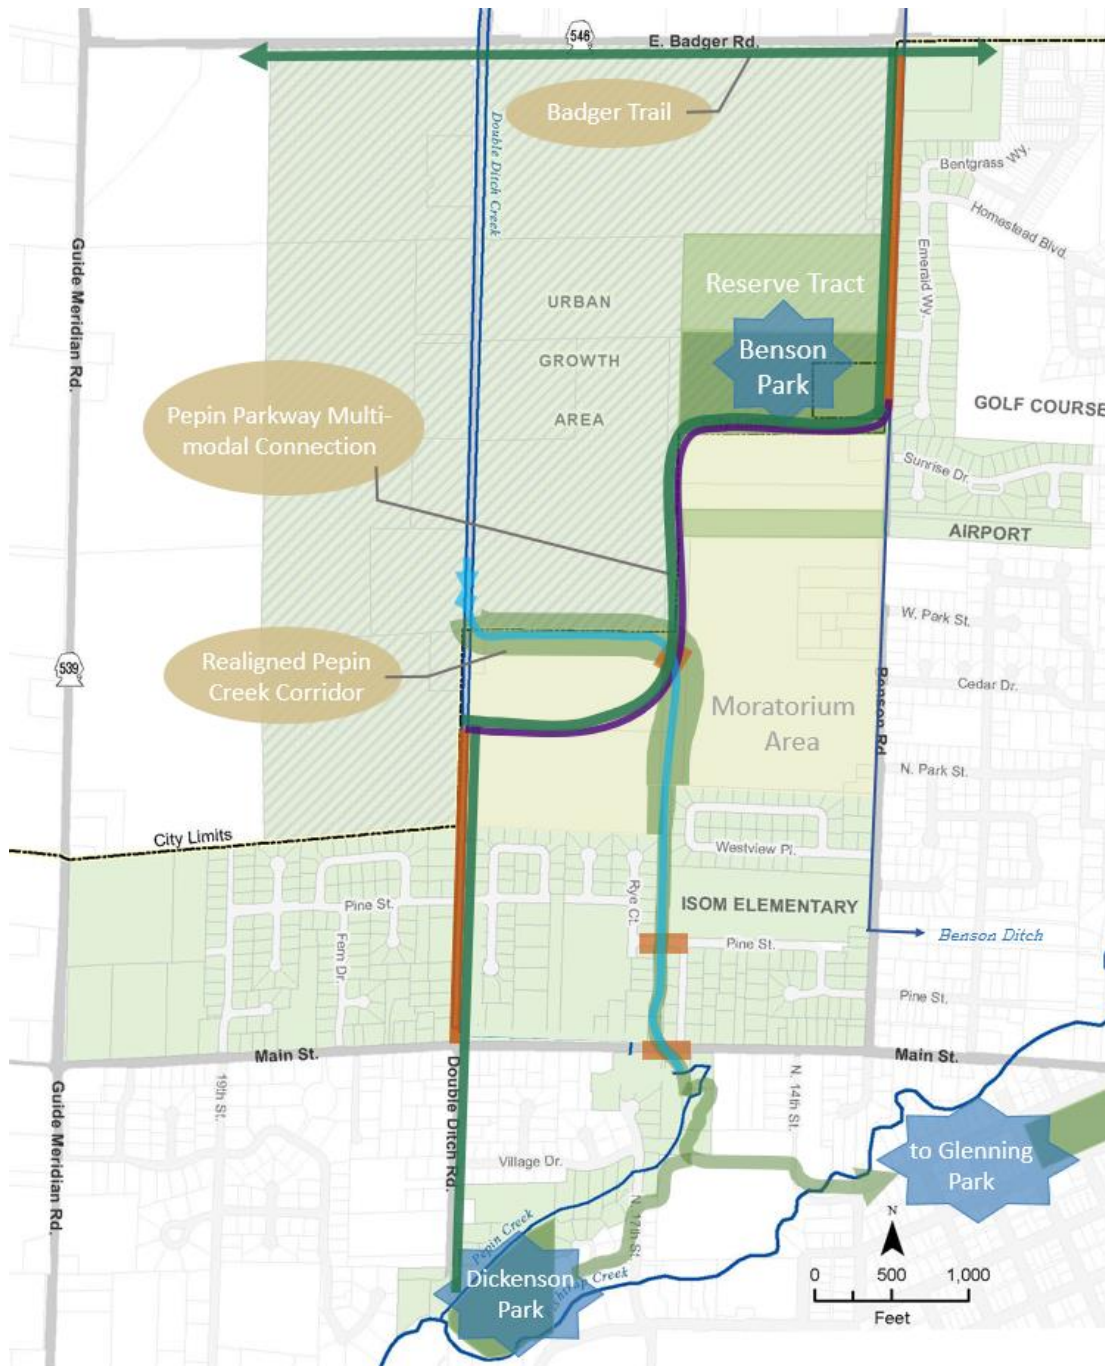 546
E. Badger Rd.
Badger Trail
Double Ditch Creek
Bentgrass Wy.
Homestead Blvd.
Guide Meridian Rd.
Emerald Wy.
Reserve Tract
URBAN
GROWTH
AREA
Benson
Park
GOLF COURSE
Pepin Parkway Multi-
modal Connection
Sunrise Dr.
AIRPORT
W. Park St.
539
Realigned Pepin
Creek Corridor
Cedar Dr.
Moratorium
Area
Benson Rd
N. Park St.
City Limits
Westview Pl.
Pine St.
Rye Ct.
ISOM ELEMENTARY
Fern Dr.
Pine St.
Benson Ditch
Pine St.
Main St.
Main St.
19th St.
Double Ditch Rd.
N. 14th St.
Guide Meridian Rd.
Village Dr.
to Glenning
Park
N. 17th St.
Pepin Creek
N
Dickenson
Park
Creek
0 500 1,000
Feet